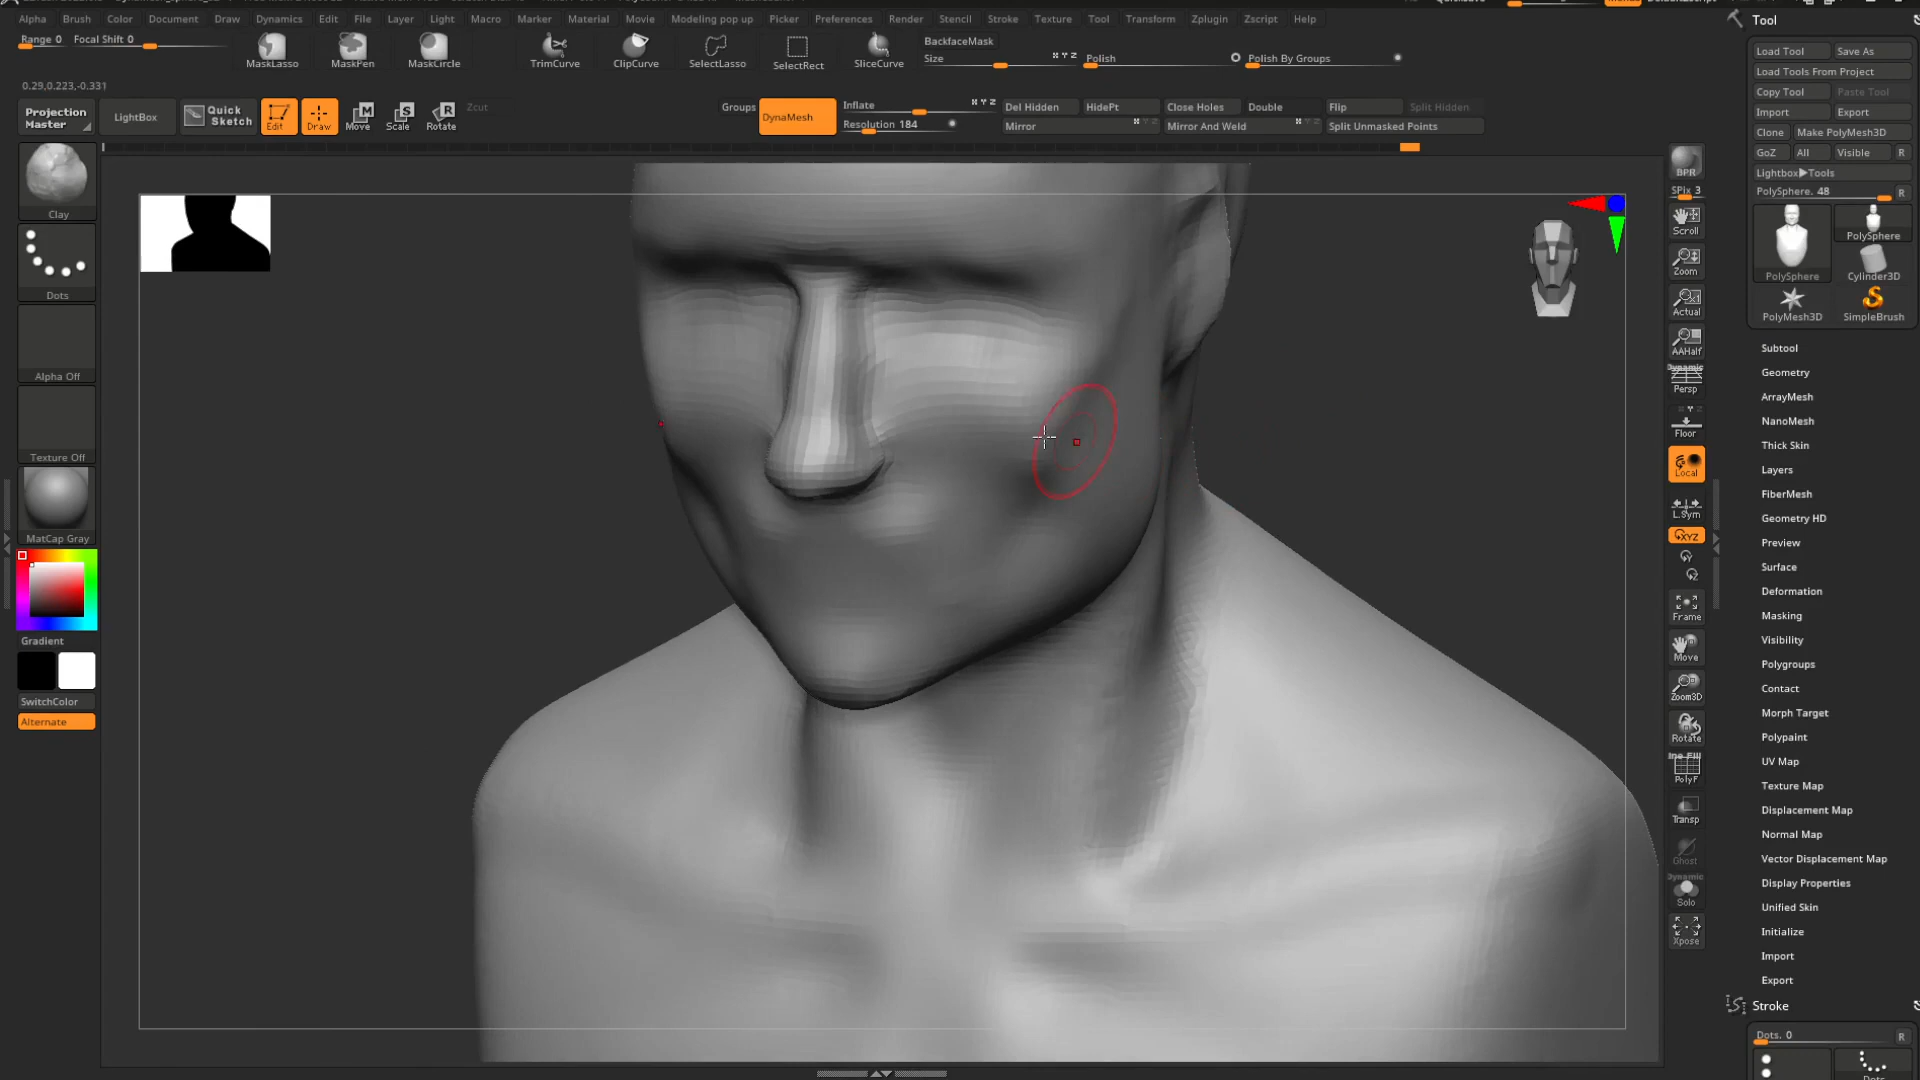 Alpha Brush Color Document Draw Dynamics Edit File Layer Light Macro Marker Material Movie Modeling pop up Picker Preferences Render Stencil Stroke Texture Tool Transform Zplugin Zscript Help
Tool
Range 0 Focal Shift 0
MaskLasso MaskPen MaskCircle TrimCurve ClipCurve SelectLasso SelectRect SliceCurve
BackfaceMask
Size X Y Z Polish Polish By Groups
Load Tool Save As
Load Tools From Project
Copy Tool Paste Tool
Import Export
Clone Make PolyMesh3D
GoZ All Visible R
Lightbox▶Tools
PolySphere. 48 R
PolySphere
PolySphere Cylinder3D
PolyMesh3D SimpleBrush
0.29,0.223,-0.331
Projection
Master
LightBox
Quick
Sketch
Edit Draw Move Scale Rotate
Zcut
Groups
DynaMesh
Inflate X Y Z
Resolution 184
Del Hidden HidePt Close Holes Double Flip Split Hidden
Mirror Mirror And Weld Split Unmasked Points
Clay
Dots
Alpha Off
Texture Off
MatCap Gray
Gradient
SwitchColor
Alternate
BPR
SPix 3
Scroll
Zoom
Actual
AAHalf
Dynamic
Persp
Floor
Local
L.Sym
XYZ
Frame
Move
Zoom3D
Rotate
PolyF
Transp
Ghost
Dynamic
Solo
Xpose
Subtool
Geometry
ArrayMesh
NanoMesh
Thick Skin
Layers
FiberMesh
Geometry HD
Preview
Surface
Deformation
Masking
Visibility
Polygroups
Contact
Morph Target
Polypaint
UV Map
Texture Map
Displacement Map
Normal Map
Vector Displacement Map
Display Properties
Unified Skin
Initialize
Import
Export
Stroke
Dots. 0 R